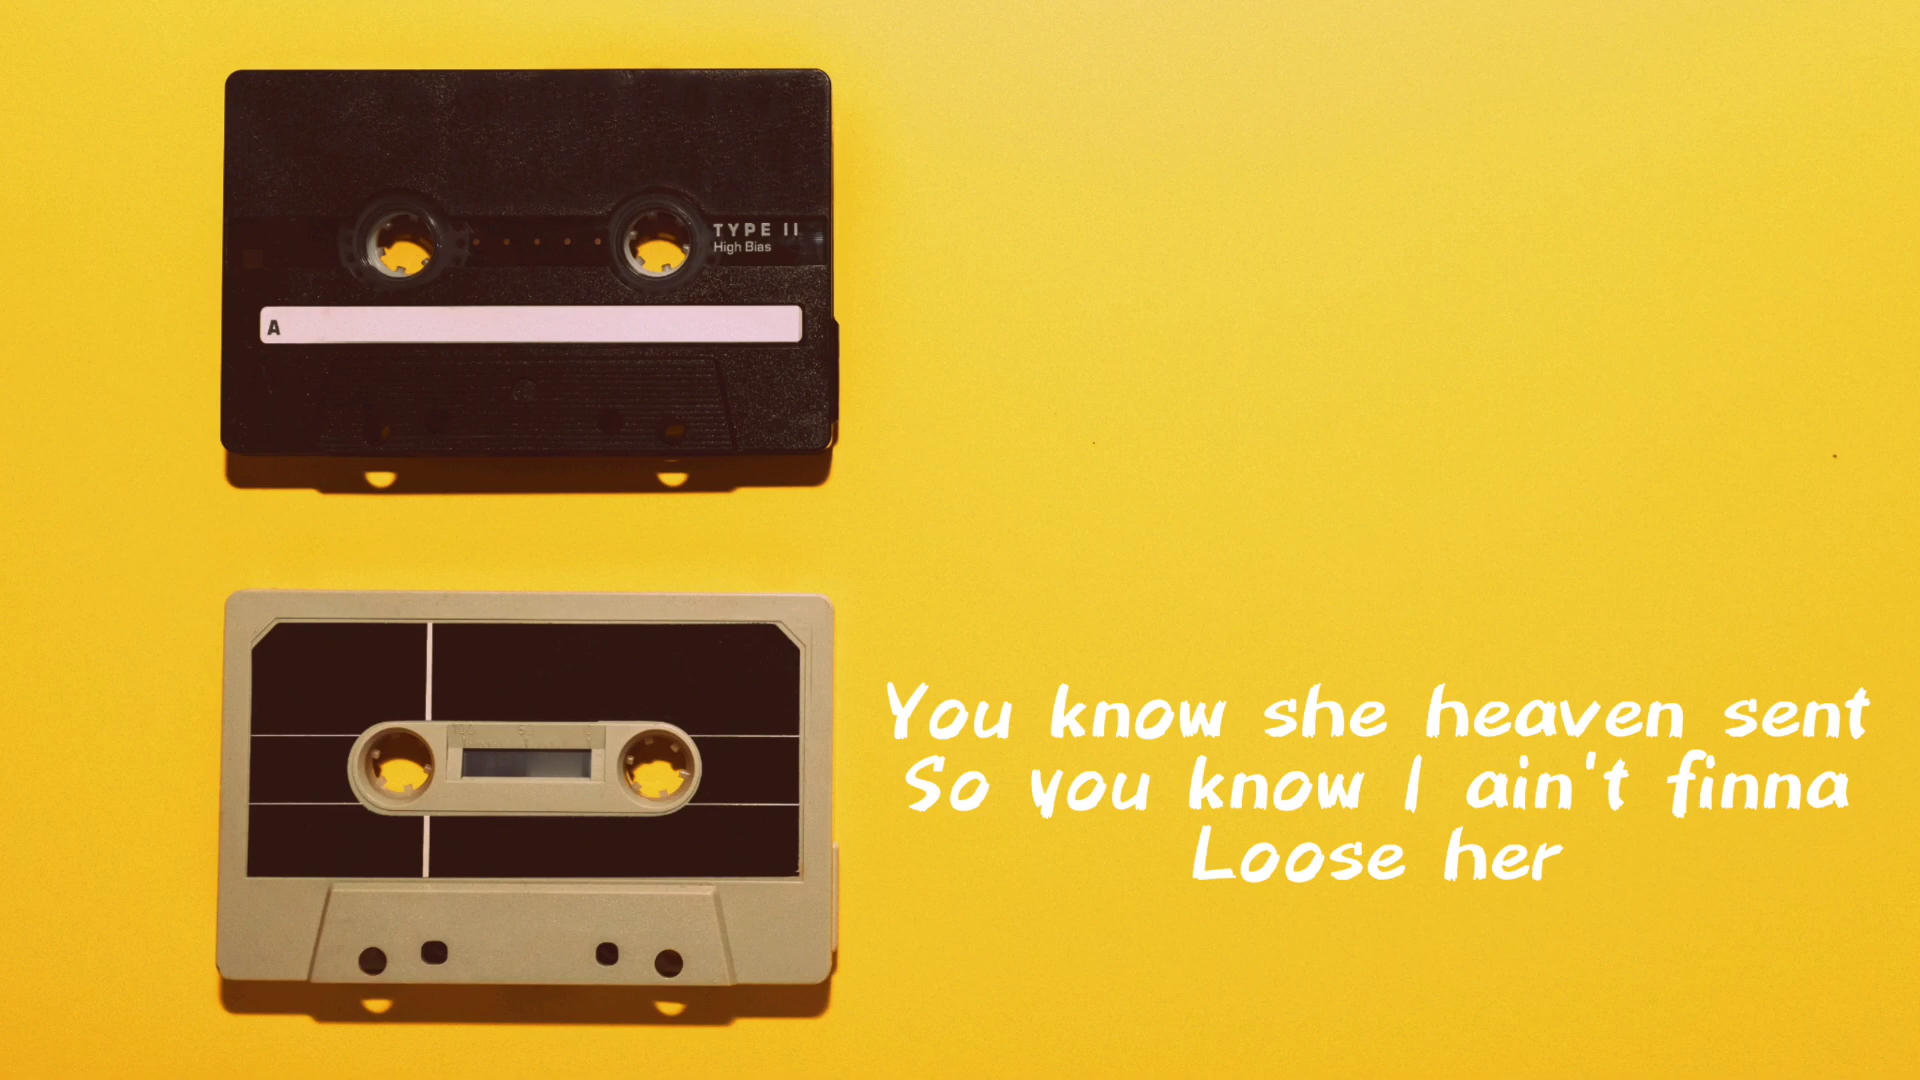 TYPE II
High Bias
A
You know she heaven sent
So you know I ain't finna
Loose her